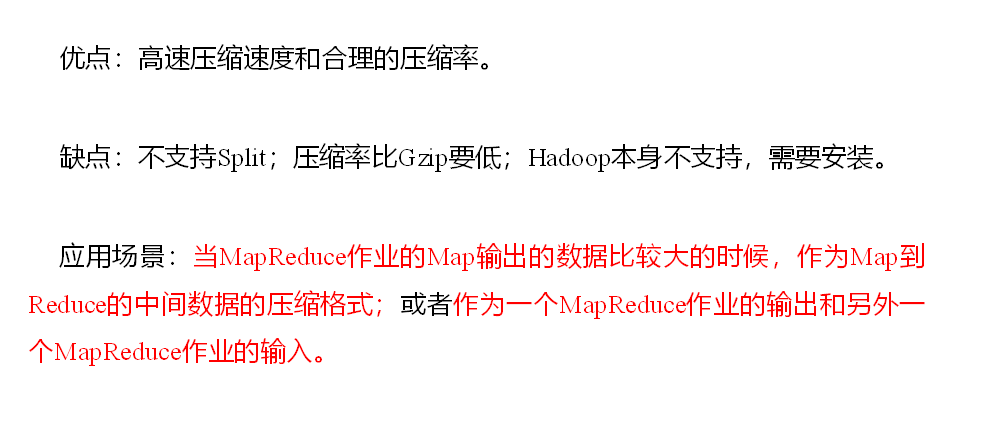 优点：高速压缩速度和合理的压缩率。
缺点：不支持Split；压缩率比Gzip要低；Hadoop本身不支持，需要安装。
应用场景：当MapReduce作业的Map输出的数据比较大的时候，作为Map到
Reduce的中间数据的压缩格式；或者作为一个MapReduce作业的输出和另外一
个MapReduce作业的输入。